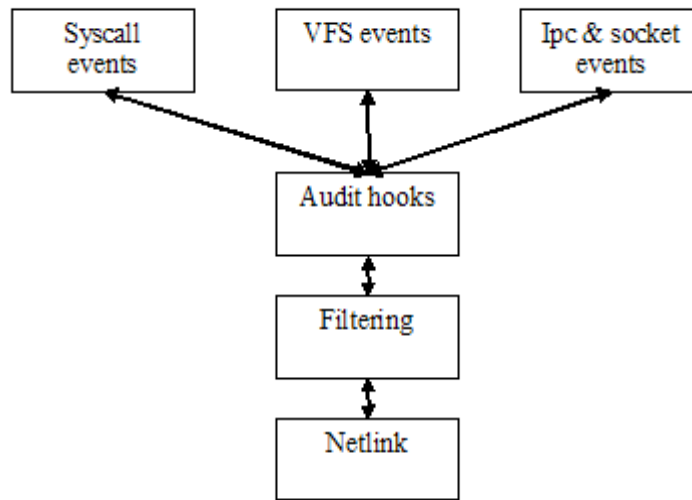 Syscall
events
VFS events
Ipc & socket
events
Audit hooks
Filtering
Netlink